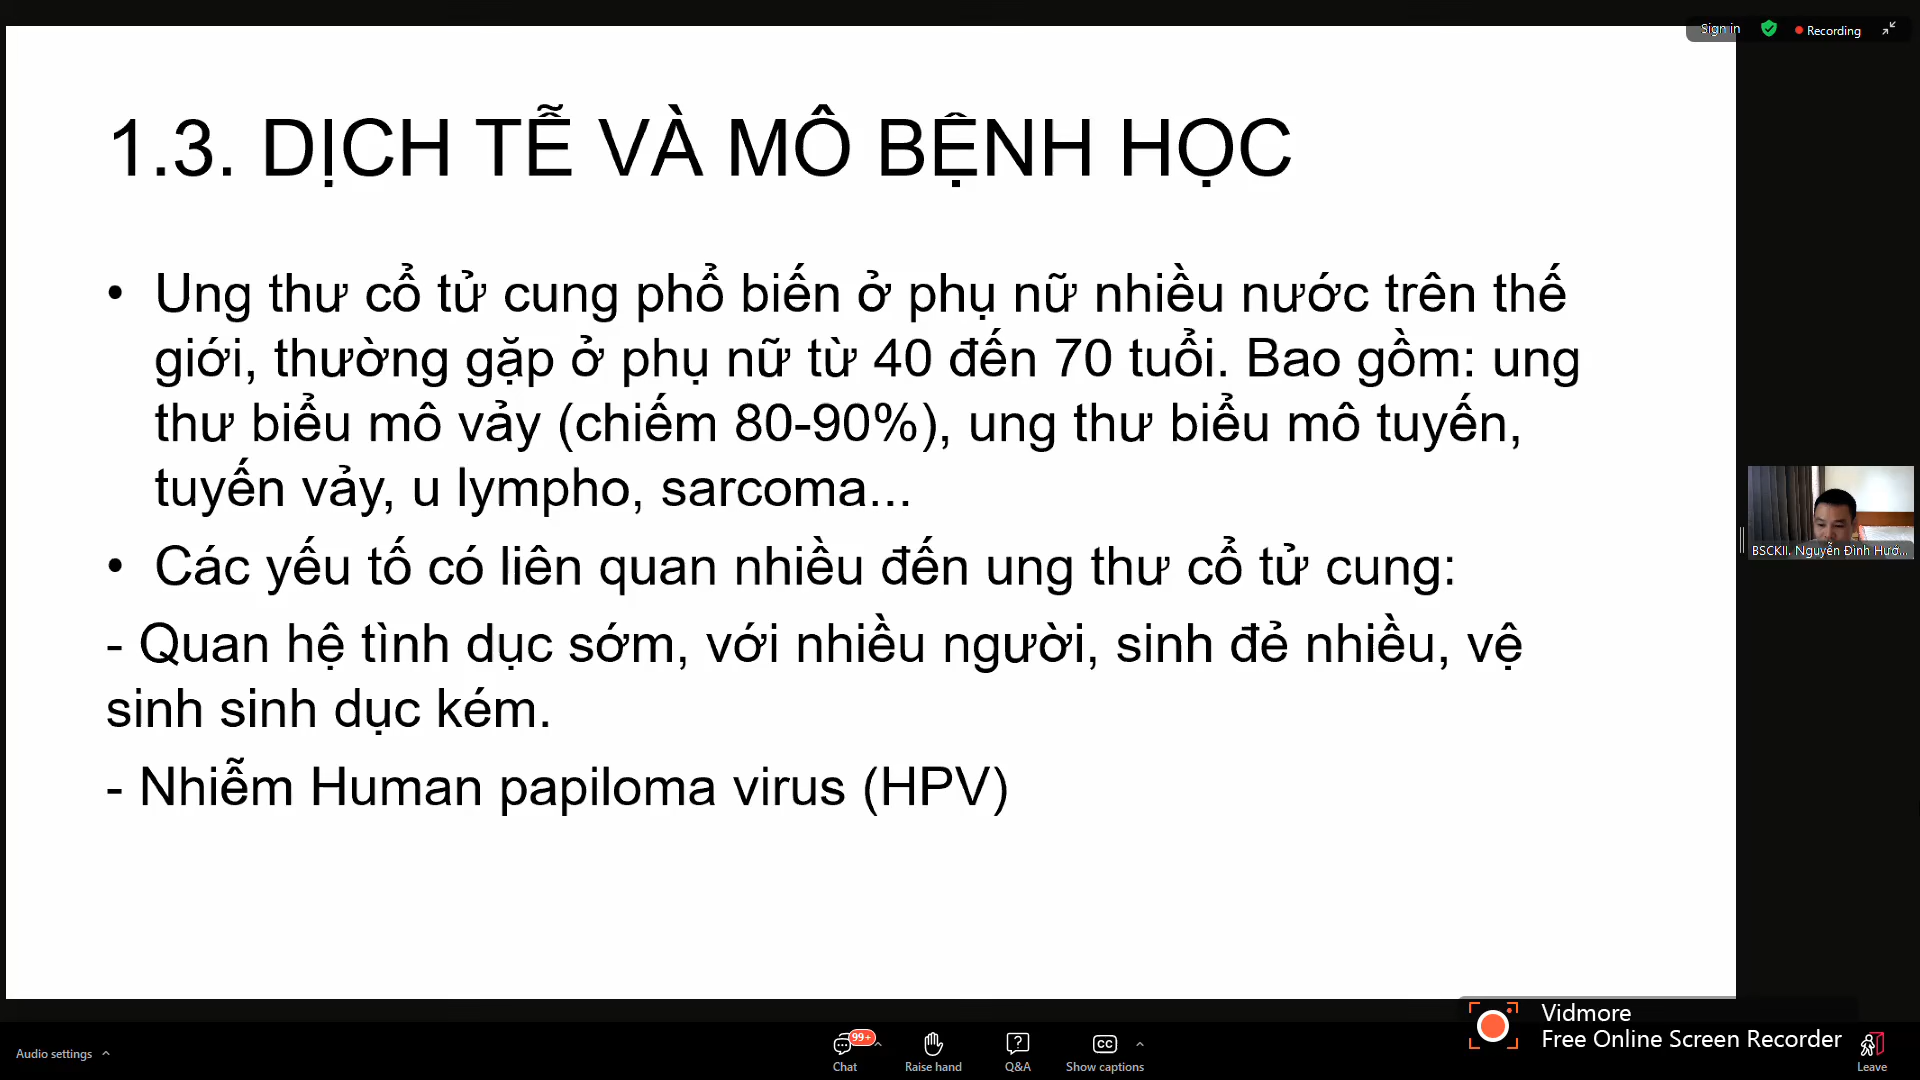 Sign in
Recording
1.3. DỊCH TỄ VÀ MÔ BỆNH HỌC
• Ung thư cổ tử cung phổ biến ở phụ nữ nhiều nước trên thế
giới, thường gặp ở phụ nữ từ 40 đến 70 tuổi. Bao gồm: ung
thư biểu mô vảy (chiếm 80-90%), ung thư biểu mô tuyến,
tuyến vảy, u lympho, sarcoma...
• Các yếu tố có liên quan nhiều đến ung thư cổ tử cung:
- Quan hệ tình dục sớm, với nhiều người, sinh đẻ nhiều, vệ
sinh sinh dục kém.
- Nhiễm Human papiloma virus (HPV)
BSCKII. Nguyễn Đình Hướ...
Vidmore
Free Online Screen Recorder
Audio settings
99+
Chat
Raise hand
Q&A
CC
Show captions
Leave